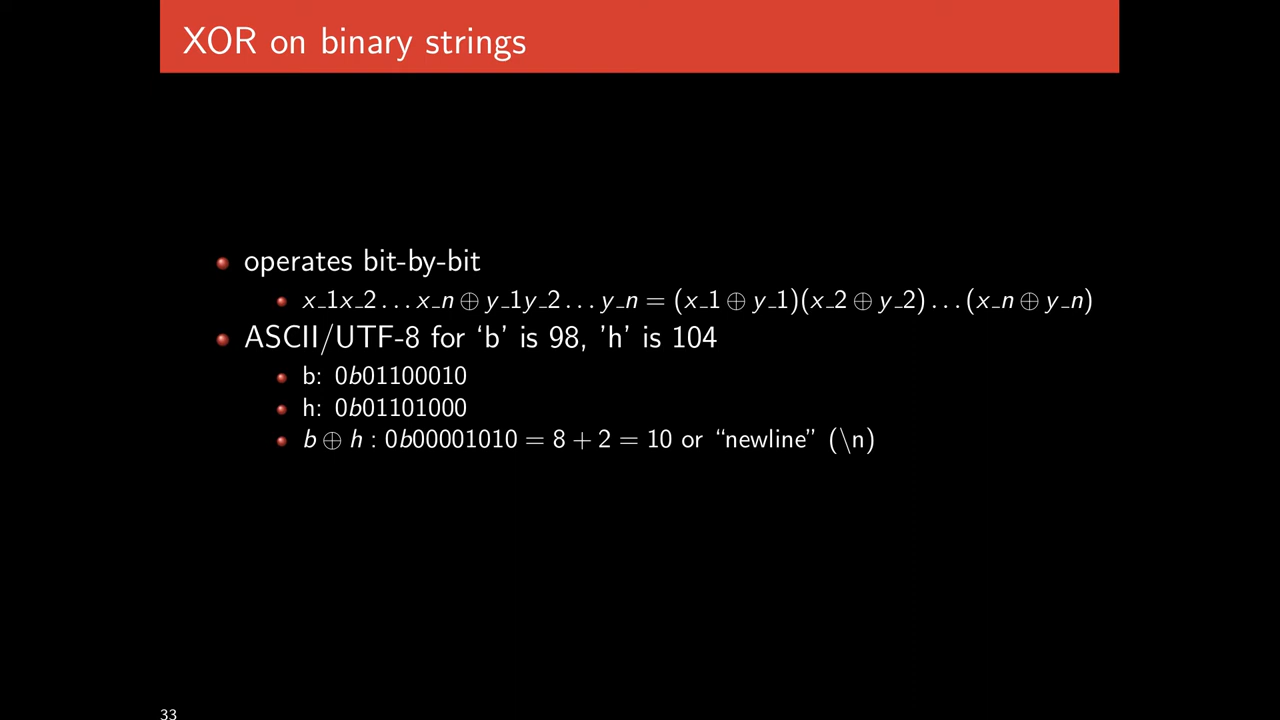 XOR on binary strings
operates bit-by-bit
x_1x_2...x_n ⊕ y_1y_2...y_n = (x_1 ⊕ y_1)(x_2 ⊕ y_2)...(x_n ⊕ y_n)
ASCII/UTF-8 for ‘b’ is 98, ’h’ is 104
b: 0b01100010
h: 0b01101000
b ⊕ h : 0b00001010 = 8 + 2 = 10 or “newline” (\n)
33